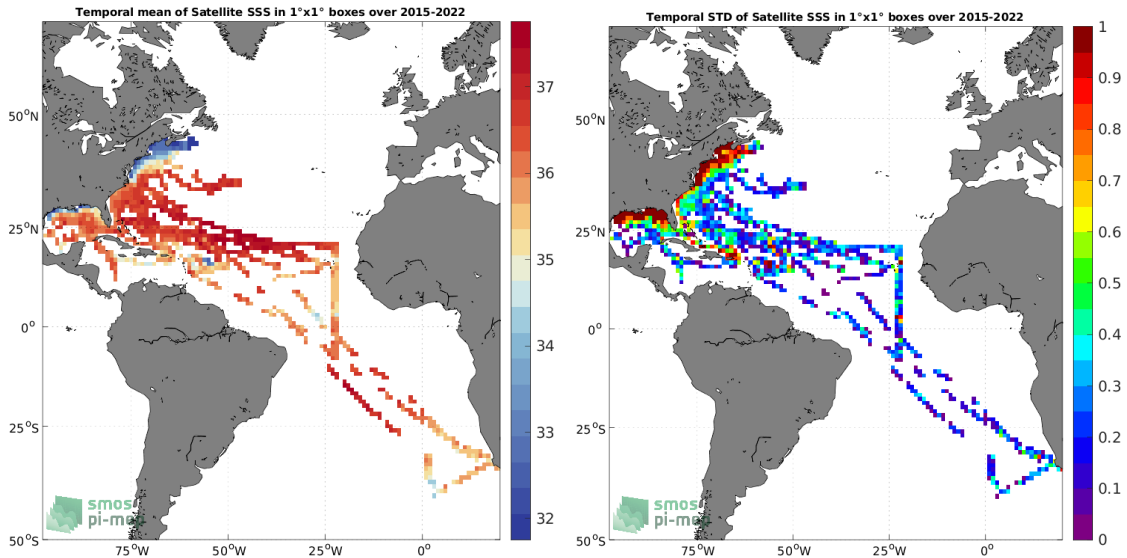 Temporal mean of Satellite SSS in 1°x1° boxes over 2015-2022
50°N
25°N
0°
25°S
50°S
75°W
50°W
25°W
0°
37
36
35
34
33
32
smos
pi-mep
Temporal STD of Satellite SSS in 1°x1° boxes over 2015-2022
50°N
25°N
0°
25°S
50°S
75°W
50°W
25°W
0°
1
0.9
0.8
0.7
0.6
0.5
0.4
0.3
0.2
0.1
0
smos
pi-mep